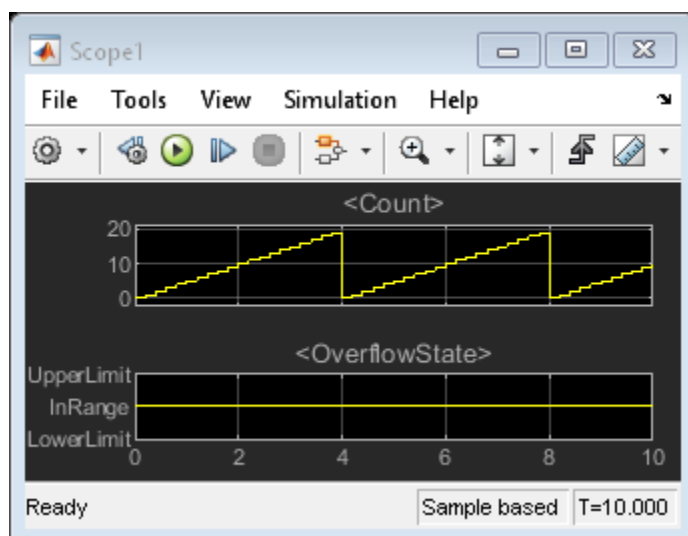 Scope1
File Tools View Simulation Help
<Count>
20
10
0
<OverflowState>
UpperLimit
InRange
LowerLimit
0 2 4 6 8 10
Ready Sample based T=10.000